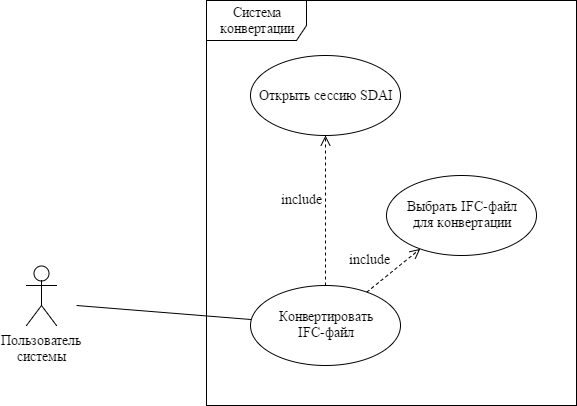 Система
конвертации
Открыть сессию SDAI
include
Выбрать IFC-файл
для конвертации
include
Конвертировать
IFC-файл
Пользователь
системы